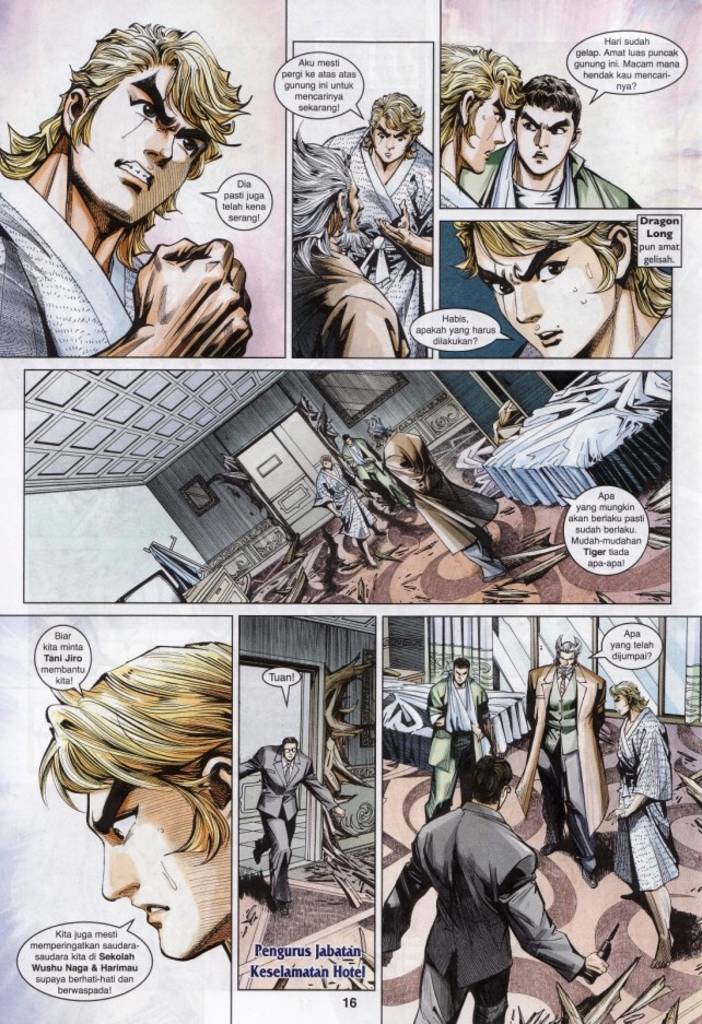 Dia
pasti juga
telah kena
serang!
Aku mesti
pergi ke atas atas
gunung ini untuk
mencarinya
sekarang!
Hari sudah
gelap. Amat luas puncak
gunung ini. Macam mana
hendak kau mencari-
nya?
Dragon
Long
pun amat
gelisah.
Habis,
apakah yang harus
dilakukan?
Apa
yang mungkin
akan berlaku pasti
sudah berlaku.
Mudah-mudahan
Tiger tiada
apa-apa!
Biar
kita minta
Tani Jiro
membantu
kita!
Kita juga mesti
memperingatkan saudara-
saudara kita di Sekolah
Wushu Naga & Harimau
supaya berhati-hati dan
berwaspada!
Tuan!
Pengurus Jabatan
Keselamatan Hotel
Apa
yang telah
dijumpai?
16